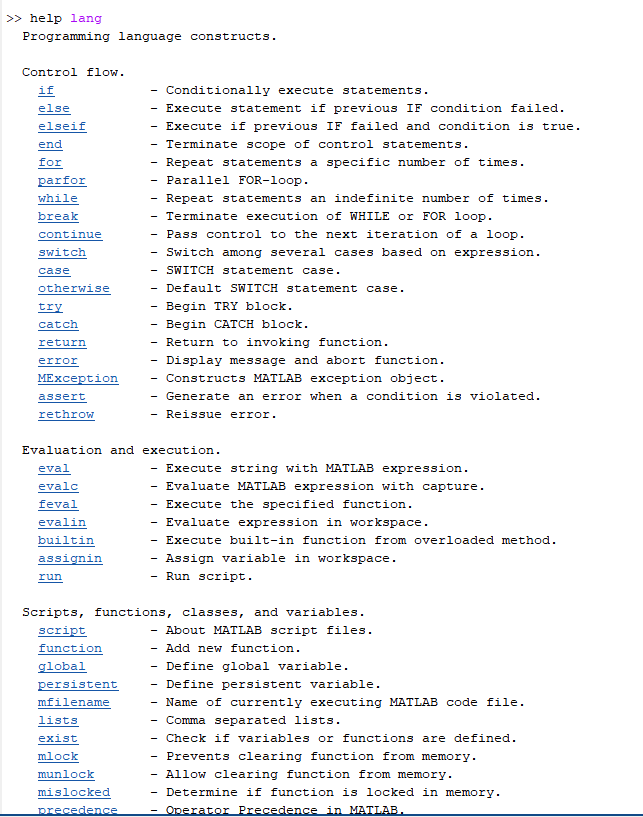 >> help lang
Programming language constructs.
Control flow.
if - Conditionally execute statements.
else - Execute statement if previous IF condition failed.
elseif - Execute if previous IF failed and condition is true.
end - Terminate scope of control statements.
for - Repeat statements a specific number of times.
parfor - Parallel FOR-loop.
while - Repeat statements an indefinite number of times.
break - Terminate execution of WHILE or FOR loop.
continue - Pass control to the next iteration of a loop.
switch - Switch among several cases based on expression.
case - SWITCH statement case.
otherwise - Default SWITCH statement case.
try - Begin TRY block.
catch - Begin CATCH block.
return - Return to invoking function.
error - Display message and abort function.
MException - Constructs MATLAB exception object.
assert - Generate an error when a condition is violated.
rethrow - Reissue error.
Evaluation and execution.
eval - Execute string with MATLAB expression.
evalc - Evaluate MATLAB expression with capture.
feval - Execute the specified function.
evalin - Evaluate expression in workspace.
builtin - Execute built-in function from overloaded method.
assignin - Assign variable in workspace.
run - Run script.
Scripts, functions, classes, and variables.
script - About MATLAB script files.
function - Add new function.
global - Define global variable.
persistent - Define persistent variable.
mfilename - Name of currently executing MATLAB code file.
lists - Comma separated lists.
exist - Check if variables or functions are defined.
mlock - Prevents clearing function from memory.
munlock - Allow clearing function from memory.
mislocked - Determine if function is locked in memory.
precedence - Operator Precedence in MATLAB.